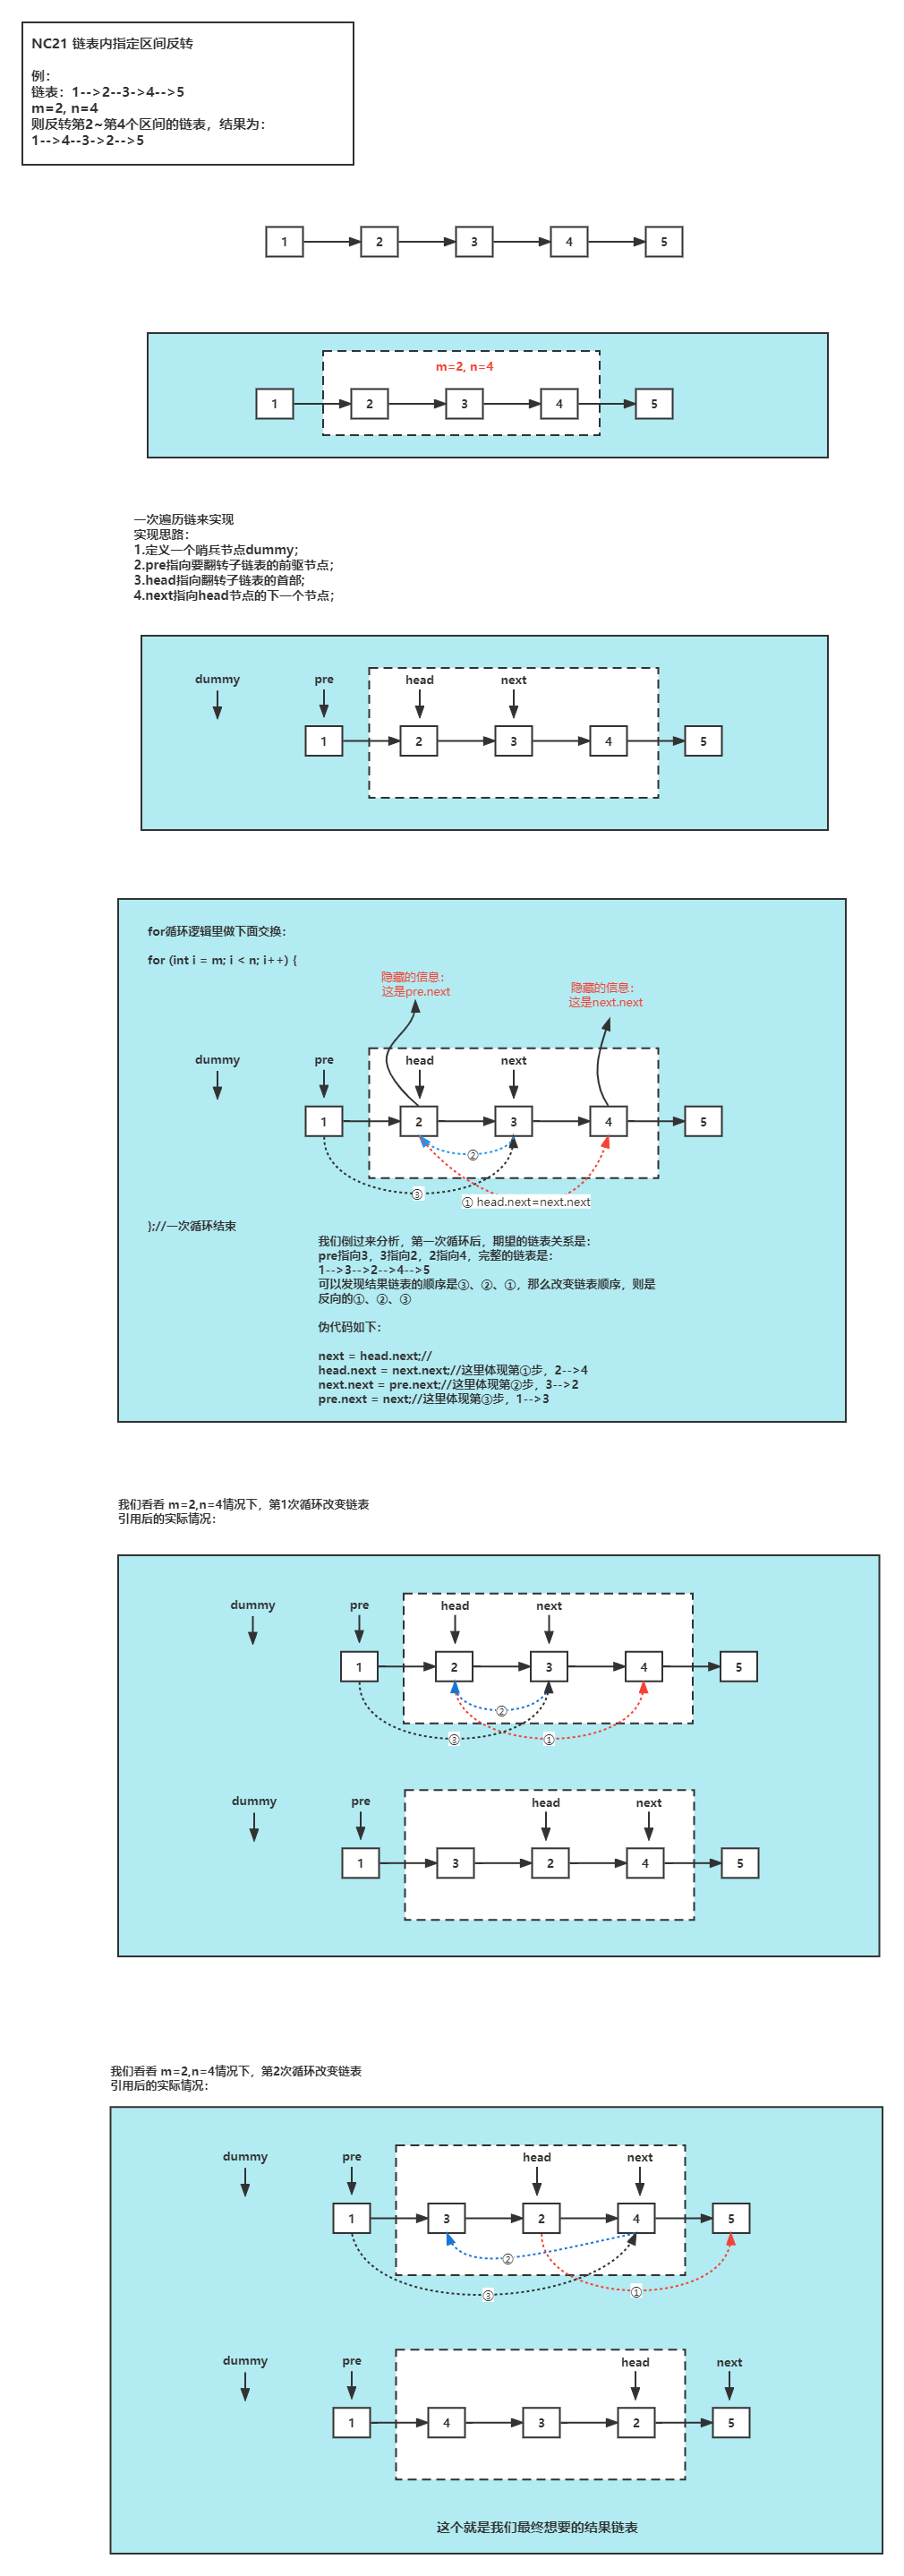 NC21 链表内指定区间反转
例：
链表：1-->2--3->4-->5
m=2, n=4
则反转第2~第4个区间的链表，结果为：
1-->4--3->2-->5
1 2 3 4 5
m=2, n=4
1 2 3 4 5
一次遍历链来实现
实现思路：
1.定义一个哨兵节点dummy；
2.pre指向要翻转子链表的前驱节点；
3.head指向翻转子链表的首部;
4.next指向head节点的下一个节点；
dummy pre head next
1 2 3 4 5
for循环逻辑里做下面交换：
for (int i = m; i < n; i++) {
隐藏的信息：
这是pre.next
隐藏的信息：
这是next.next
dummy pre head next
1 2 3 4 5
②
③
① head.next=next.next
};//一次循环结束
我们倒过来分析，第一次循环后，期望的链表关系是：
pre指向3，3指向2，2指向4，完整的链表是：
1-->3-->2-->4-->5
可以发现结果链表的顺序是③、②、①，那么改变链表顺序，则是
反向的①、②、③
伪代码如下：
next = head.next;//
head.next = next.next;//这里体现第①步，2-->4
next.next = pre.next;//这里体现第②步，3-->2
pre.next = next;//这里体现第③步，1-->3
我们看看 m=2,n=4情况下，第1次循环改变链表
引用后的实际情况：
dummy pre head next
1 2 3 4 5
②
③ ①
dummy pre head next
1 3 2 4 5
我们看看 m=2,n=4情况下，第2次循环改变链表
引用后的实际情况：
dummy pre head next
1 3 2 4 5
②
③ ①
dummy pre head next
1 4 3 2 5
这个就是我们最终想要的结果链表